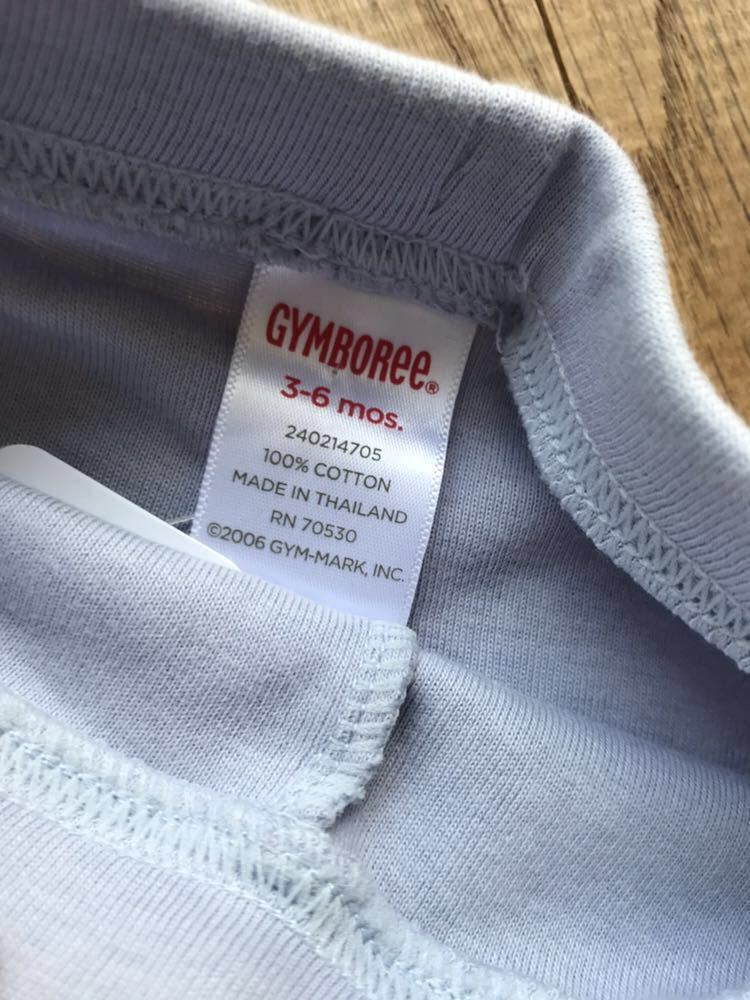 GYMBOREE®
3-6 mos.
240214705
100% COTTON
MADE IN THAILAND
RN 70530
©2006 GYM-MARK, INC.